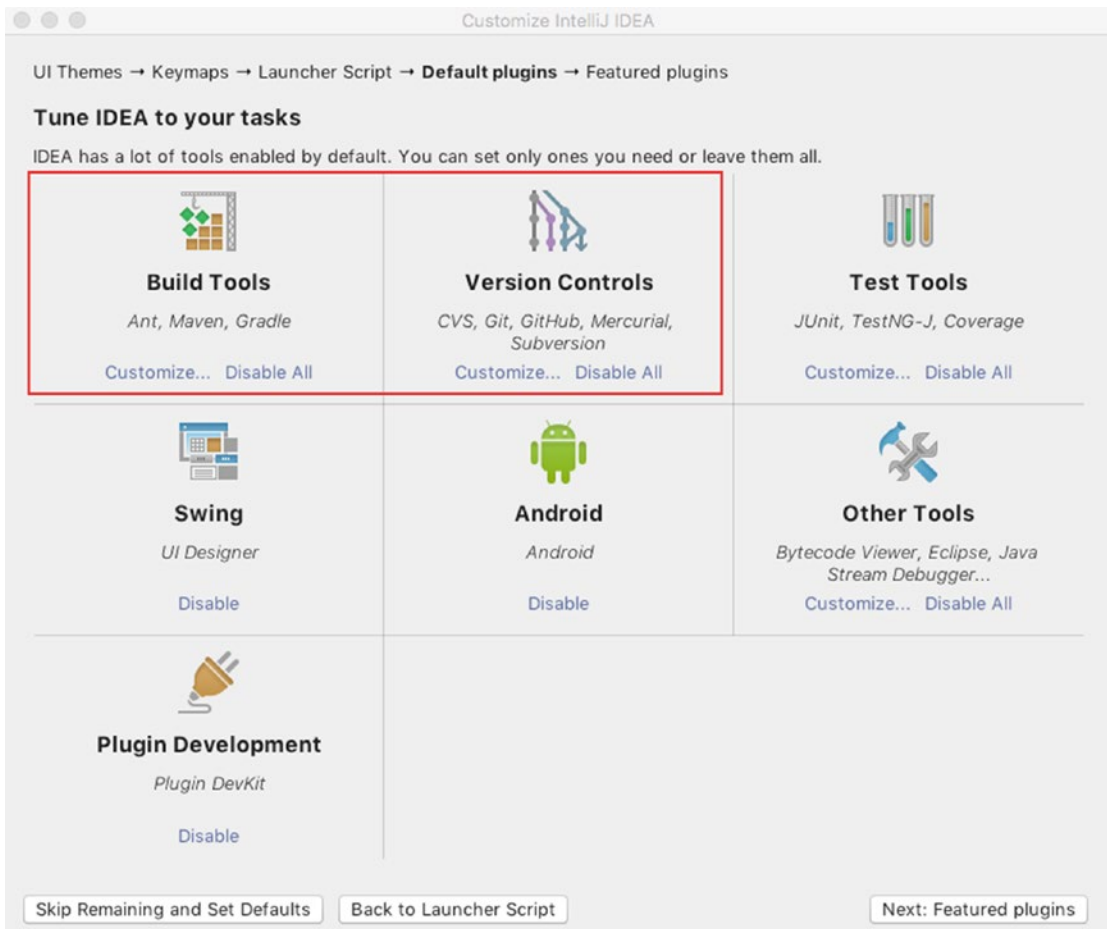 Customize IntelliJ IDEA
UI Themes → Keymaps → Launcher Script → Default plugins → Featured plugins
Tune IDEA to your tasks
IDEA has a lot of tools enabled by default. You can set only ones you need or leave them all.
Build Tools
Ant, Maven, Gradle
Customize... Disable All
Version Controls
CVS, Git, GitHub, Mercurial,
Subversion
Customize... Disable All
Test Tools
JUnit, TestNG-J, Coverage
Customize... Disable All
Swing
UI Designer
Disable
Android
Android
Disable
Other Tools
Bytecode Viewer, Eclipse, Java
Stream Debugger...
Customize... Disable All
Plugin Development
Plugin DevKit
Disable
Skip Remaining and Set Defaults
Back to Launcher Script
Next: Featured plugins